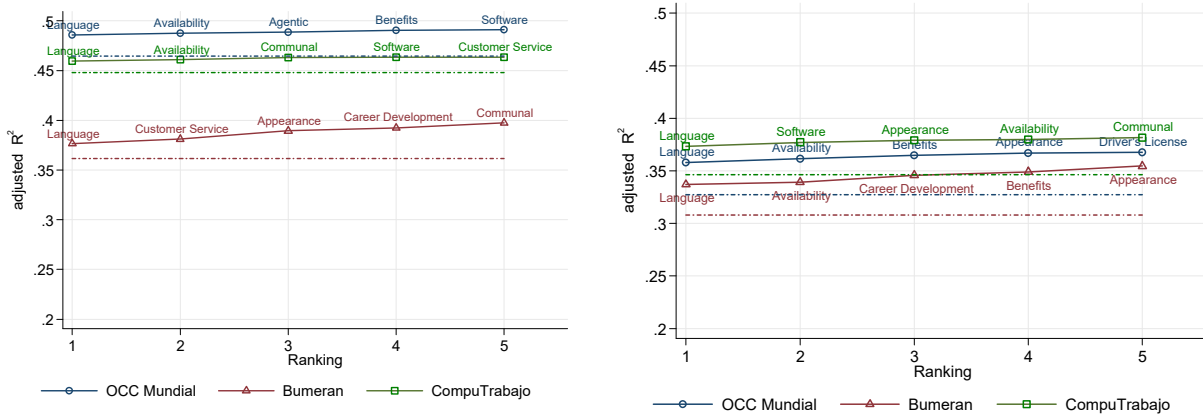 .5
.45
.4
.35
.3
.25
.2
adjusted R²
Language Availability Agentic Benefits Software
Language Availability Communal Software Customer Service
Language Customer Service Appearance Career Development Communal
1 2 3 4 5
Ranking
OCC Mundial Bumeran CompuTrabajo
.5
.45
.4
.35
.3
.25
.2
adjusted R²
Language Software Appearance Availability Communal
Language Availability Benefits Appearance Driver's License
Language Availability Career Development Benefits Appearance
1 2 3 4 5
Ranking
OCC Mundial Bumeran CompuTrabajo